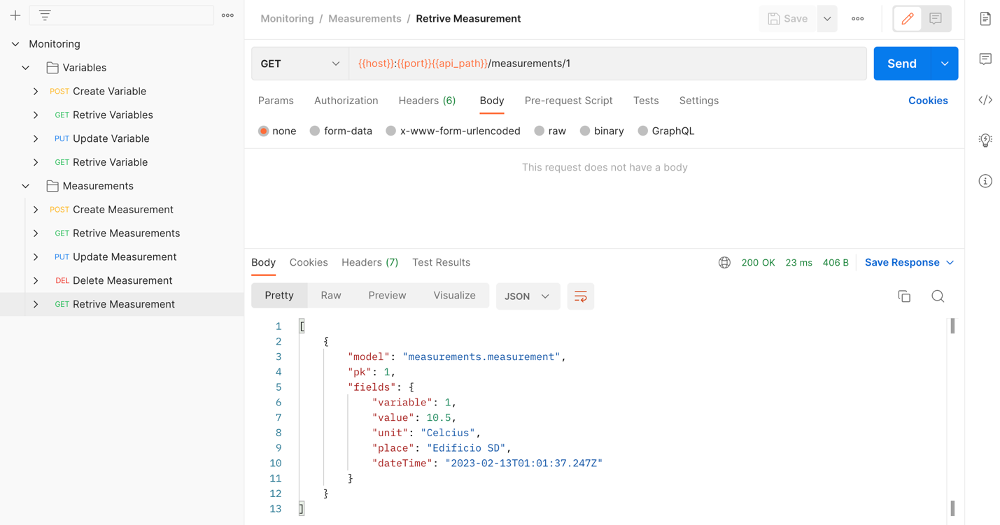 Monitoring
Variables
POST Create Variable
GET Retrive Variables
PUT Update Variable
GET Retrive Variable
Measurements
POST Create Measurement
GET Retrive Measurements
PUT Update Measurement
DEL Delete Measurement
GET Retrive Measurement
Monitoring / Measurements / Retrive Measurement
Save
GET
{{host}}:{{port}}{{api_path}}/measurements/1
Send
Params Authorization Headers (6) Body Pre-request Script Tests Settings Cookies
none form-data x-www-form-urlencoded raw binary GraphQL
This request does not have a body
Body Cookies Headers (7) Test Results 200 OK 23 ms 406 B Save Response
Pretty Raw Preview Visualize JSON
1 [
2 {
3 "model": "measurements.measurement",
4 "pk": 1,
5 "fields": {
6 "variable": 1,
7 "value": 10.5,
8 "unit": "Celcius",
9 "place": "Edificio SD",
10 "dateTime": "2023-02-13T01:01:37.247Z"
11 }
12 }
13 ]